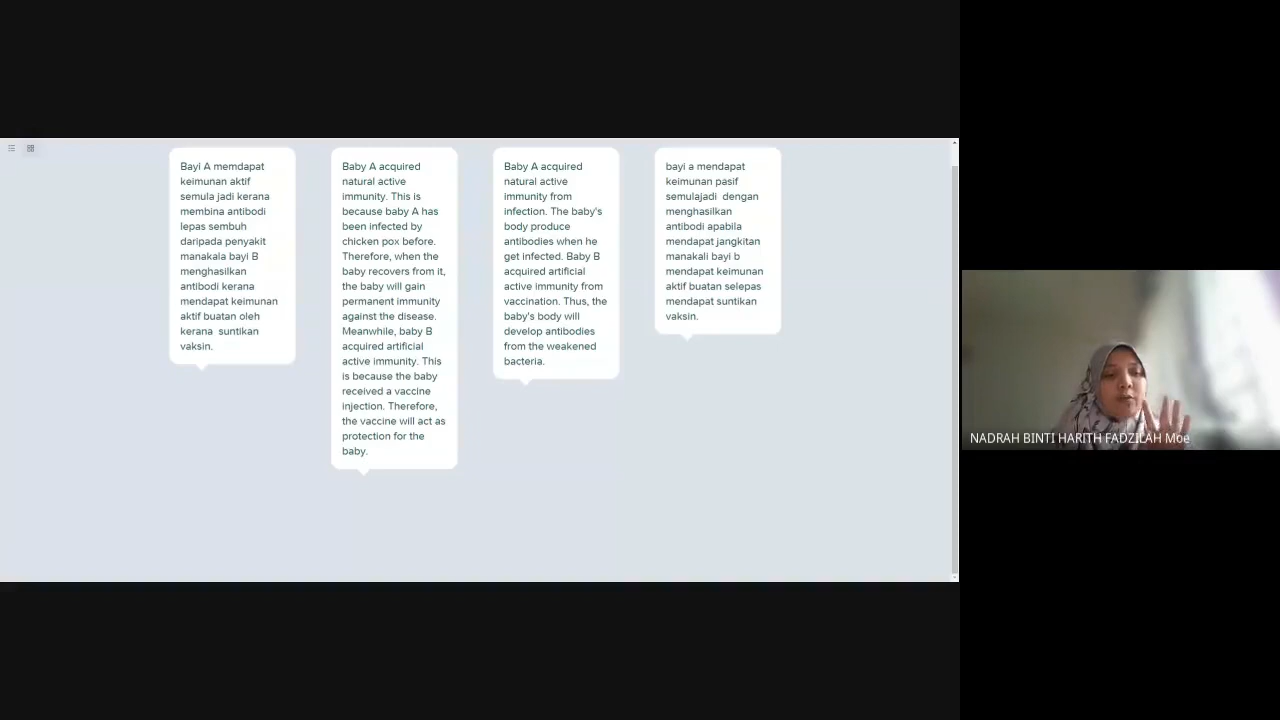 Bayi A memdapat
keimunan aktif
semula jadi kerana
membina antibodi
lepas sembuh
daripada penyakit
manakala bayi B
menghasilkan
antibodi kerana
mendapat keimunan
aktif buatan oleh
kerana suntikan
vaksin.
Baby A acquired
natural active
immunity. This is
because baby A has
been infected by
chicken pox before.
Therefore, when the
baby recovers from it,
the baby will gain
permanent immunity
against the disease.
Meanwhile, baby B
acquired artificial
active immunity. This
is because the baby
received a vaccine
injection. Therefore,
the vaccine will act as
protection for the
baby.
Baby A acquired
natural active
immunity from
infection. The baby's
body produce
antibodies when he
get infected. Baby B
acquired artificial
active immunity from
vaccination. Thus, the
baby's body will
develop antibodies
from the weakened
bacteria.
bayi a mendapat
keimunan pasif
semulajadi dengan
menghasilkan
antibodi apabila
mendapat jangkitan
manakali bayi b
mendapat keimunan
aktif buatan selepas
mendapat suntikan
vaksin.
NADRAH BINTI HARITH FADZILAH Moe